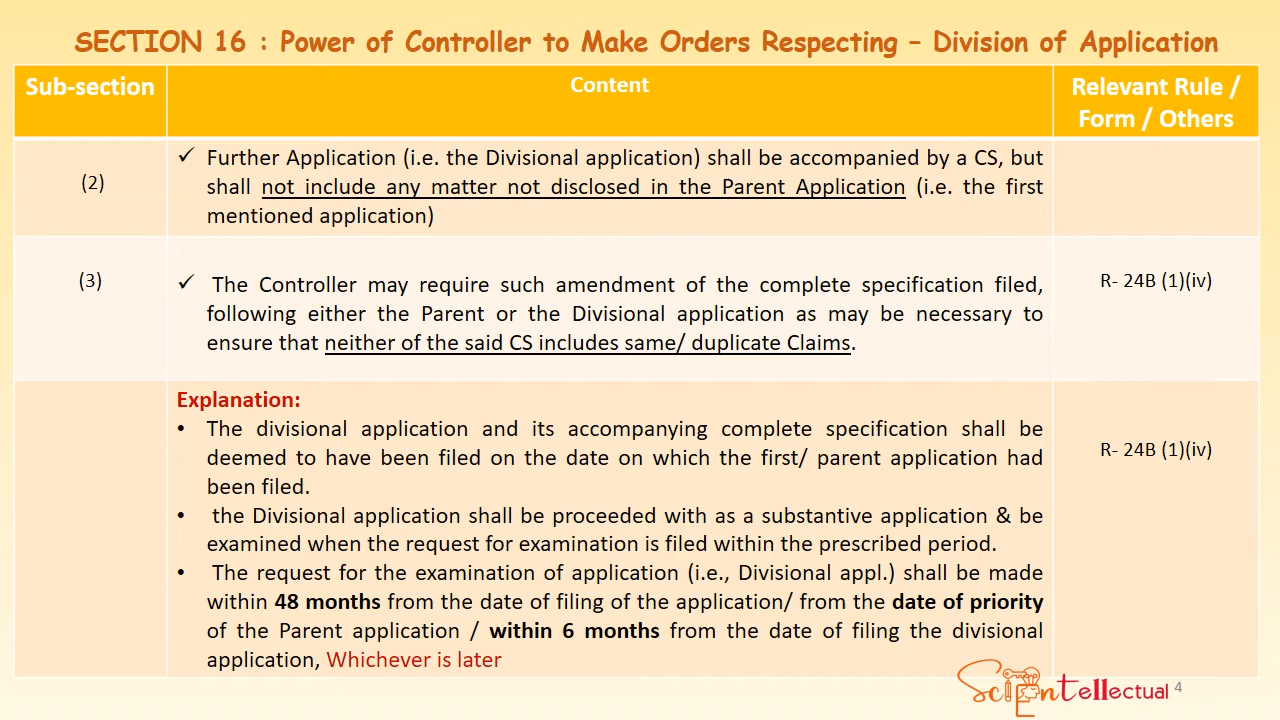 SECTION 16 : Power of Controller to Make Orders Respecting – Division of Application
Sub-section
Content
Relevant Rule /
Form / Others
(2)
✓ Further Application (i.e. the Divisional application) shall be accompanied by a CS, but
shall not include any matter not disclosed in the Parent Application (i.e. the first
mentioned application)
(3)
✓ The Controller may require such amendment of the complete specification filed,
following either the Parent or the Divisional application as may be necessary to
ensure that neither of the said CS includes same/ duplicate Claims.
R- 24B (1)(iv)
Explanation:
• The divisional application and its accompanying complete specification shall be
deemed to have been filed on the date on which the first/ parent application had
been filed.
• the Divisional application shall be proceeded with as a substantive application & be
examined when the request for examination is filed within the prescribed period.
• The request for the examination of application (i.e., Divisional appl.) shall be made
within 48 months from the date of filing of the application/ from the date of priority
of the Parent application / within 6 months from the date of filing the divisional
application, Whichever is later
R- 24B (1)(iv)
Scientellectual
4